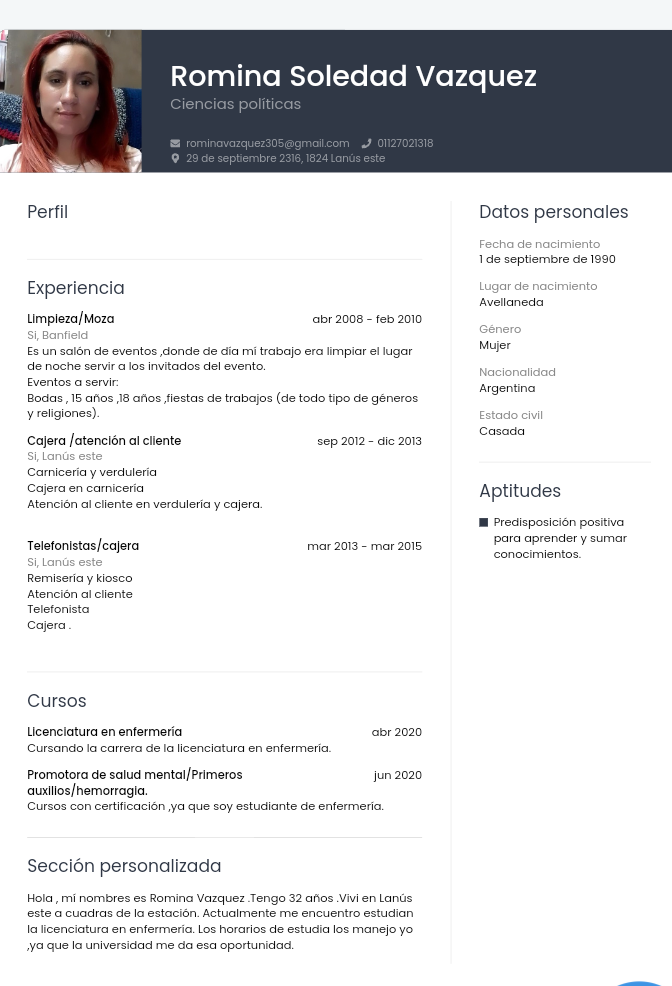 Romina Soledad Vazquez
Ciencias políticas
rominavazquez305@gmail.com 01127021318
29 de septiembre 2316, 1824 Lanús este
Perfil
Experiencia
Limpieza/Moza abr 2008 - feb 2010
Si, Banfield
Es un salón de eventos ,donde de día mí trabajo era limpiar el lugar
de noche servir a los invitados del evento.
Eventos a servir:
Bodas , 15 años ,18 años ,fiestas de trabajos (de todo tipo de géneros
y religiones).
Cajera /atención al cliente sep 2012 - dic 2013
Si, Lanús este
Carnicería y verdulería
Cajera en carnicería
Atención al cliente en verdulería y cajera.
Telefonistas/cajera mar 2013 - mar 2015
Si, Lanús este
Remisería y kiosco
Atención al cliente
Telefonista
Cajera .
Cursos
Licenciatura en enfermería abr 2020
Cursando la carrera de la licenciatura en enfermería.
Promotora de salud mental/Primeros jun 2020
auxilios/hemorragia.
Cursos con certificación ,ya que soy estudiante de enfermería.
Sección personalizada
Hola , mí nombres es Romina Vazquez .Tengo 32 años .Vivi en Lanús
este a cuadras de la estación. Actualmente me encuentro estudian
la licenciatura en enfermería. Los horarios de estudia los manejo yo
,ya que la universidad me da esa oportunidad.
Datos personales
Fecha de nacimiento
1 de septiembre de 1990
Lugar de nacimiento
Avellaneda
Género
Mujer
Nacionalidad
Argentina
Estado civil
Casada
Aptitudes
Predisposición positiva
para aprender y sumar
conocimientos.